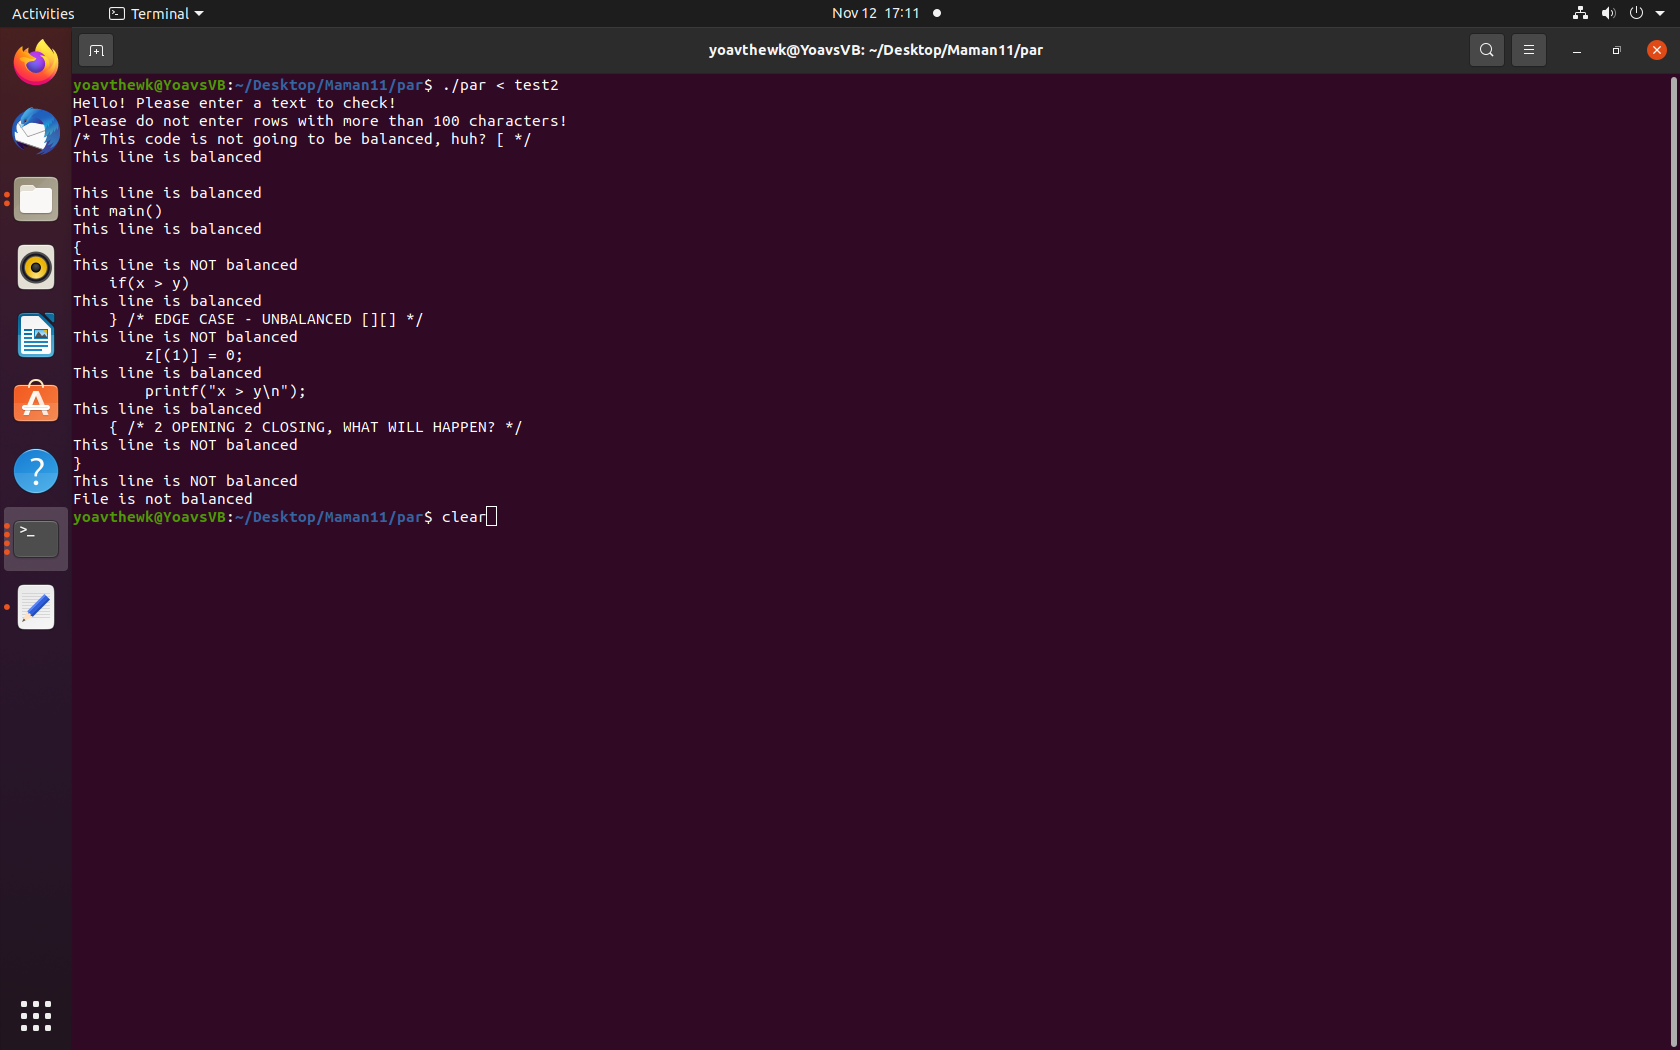 Activities Terminal Nov 12 17:11
yoavthewk@YoavsVB: ~/Desktop/Maman11/par
yoavthewk@YoavsVB:~/Desktop/Maman11/par$ ./par < test2
Hello! Please enter a text to check!
Please do not enter rows with more than 100 characters!
/* This code is not going to be balanced, huh? [ */
This line is balanced

This line is balanced
int main()
This line is balanced
{
This line is NOT balanced
    if(x > y)
This line is balanced
    } /* EDGE CASE - UNBALANCED [][] */
This line is NOT balanced
        z[(1)] = 0;
This line is balanced
        printf("x > y\n");
This line is balanced
    { /* 2 OPENING 2 CLOSING, WHAT WILL HAPPEN? */
This line is NOT balanced
}
This line is NOT balanced
File is not balanced
yoavthewk@YoavsVB:~/Desktop/Maman11/par$ clear